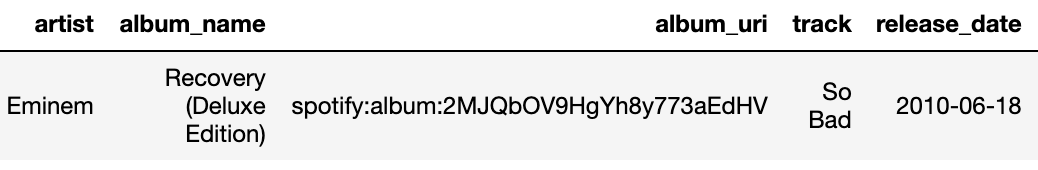 artist album_name album_uri track release_date
Eminem Recovery (Deluxe Edition) spotify:album:2MJQbOV9HgYh8y773aEdHV So Bad 2010-06-18